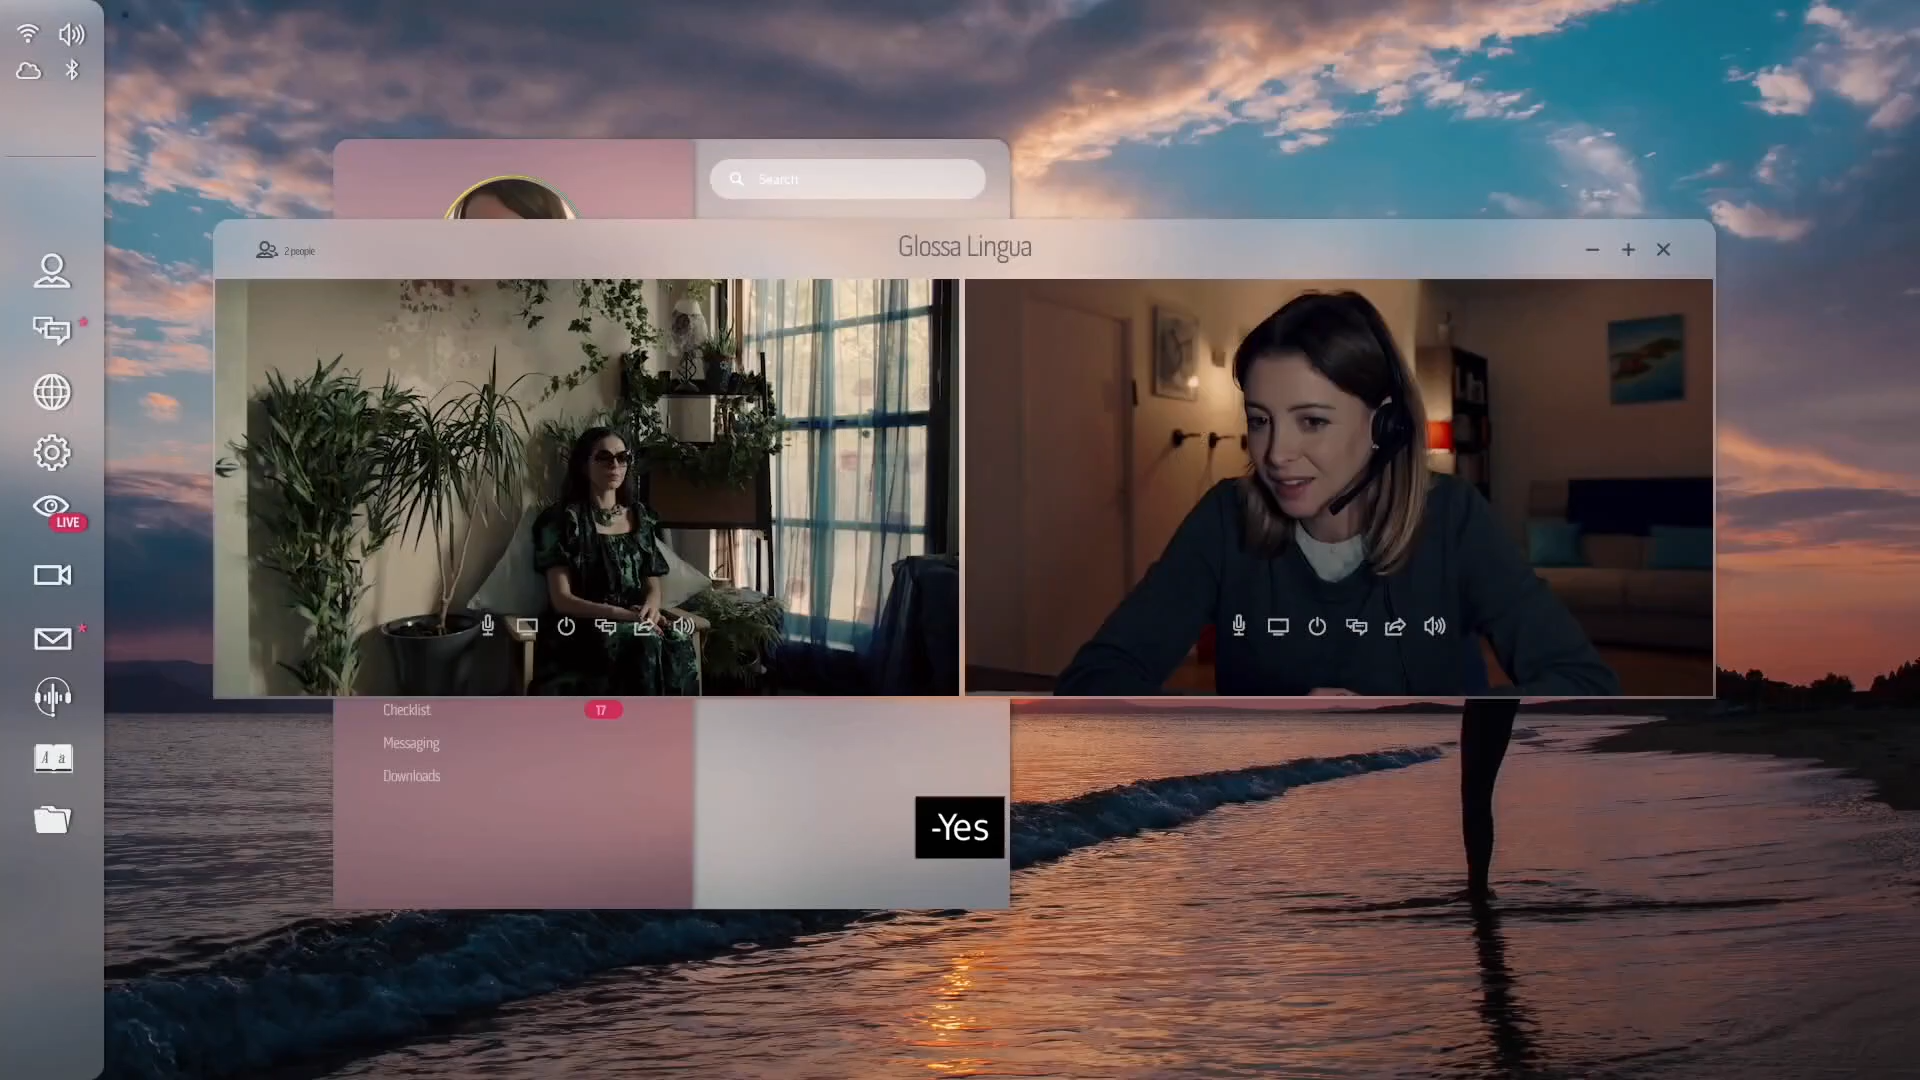 Search
2 people
Glossa Lingua
LIVE
A a
Checklist
17
Messaging
Downloads
-Yes